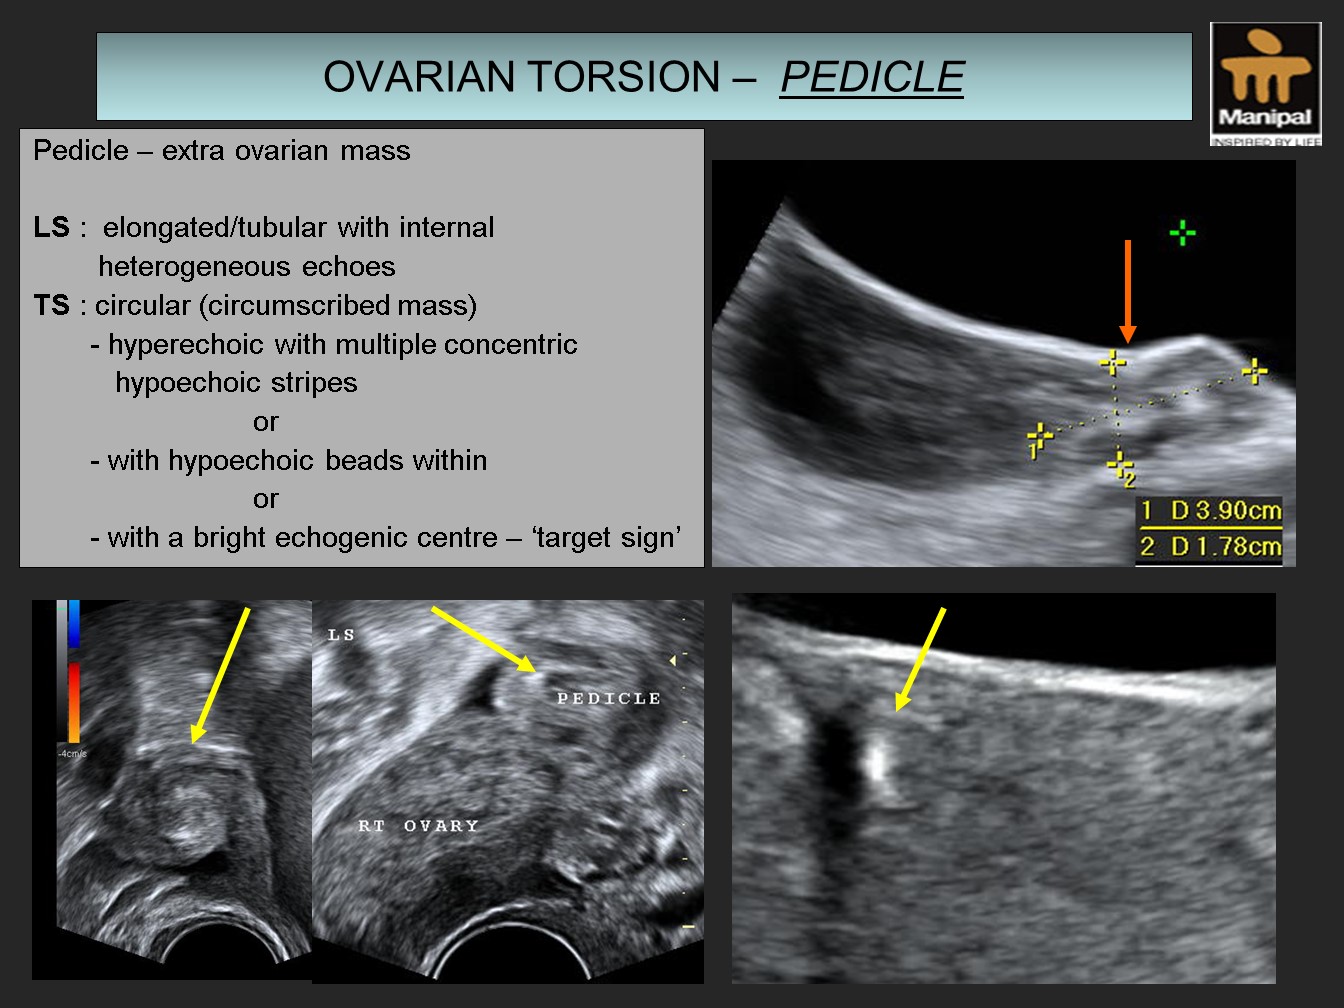 OVARIAN TORSION – PEDICLE
Manipal
INSPIRED BY LIFE
Pedicle – extra ovarian mass
LS : elongated/tubular with internal
heterogeneous echoes
TS : circular (circumscribed mass)
- hyperechoic with multiple concentric
hypoechoic stripes
or
- with hypoechoic beads within
or
- with a bright echogenic centre – ‘target sign’
1
2
1 D 3.90cm
2 D 1.78cm
-4cm/s
LS
PEDICLE
RT OVARY